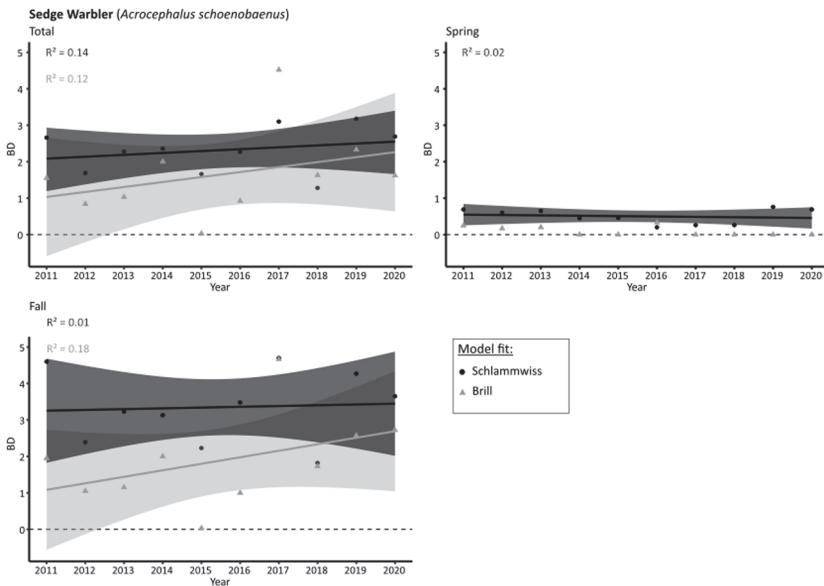 Sedge Warbler (Acrocephalus schoenobaenus)
Total
R² = 0.14
R² = 0.12
5
4
3
2
1
0
BD
2011 2012 2013 2014 2015 2016 2017 2018 2019 2020
Year
Spring
R² = 0.02
5
4
3
2
1
0
BD
2011 2012 2013 2014 2015 2016 2017 2018 2019 2020
Year
Fall
R² = 0.01
R² = 0.18
5
4
3
2
1
0
BD
2011 2012 2013 2014 2015 2016 2017 2018 2019 2020
Year
Model fit:
Schlammwiss
Brill